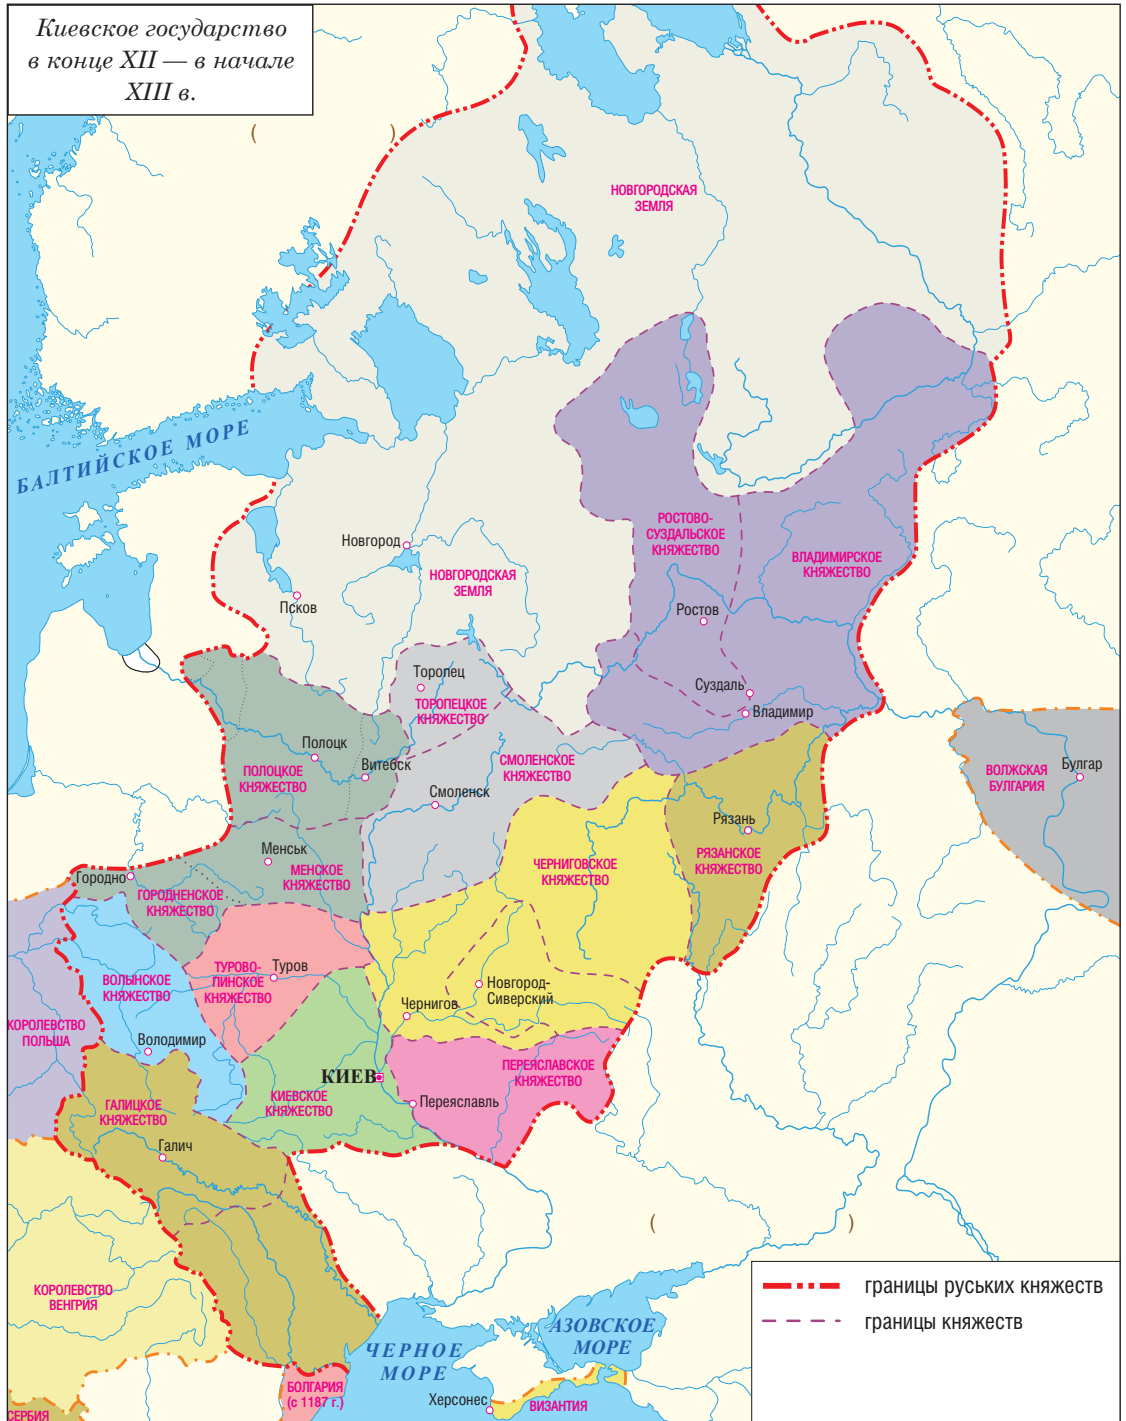 Киевское государство
в конце XII — в начале
XIII в.
( )
НОВГОРОДСКАЯ
ЗЕМЛЯ
БАЛТИЙСКОЕ МОРЕ
Новгород
НОВГОРОДСКАЯ
ЗЕМЛЯ
Псков
РОСТОВО-
СУЗДАЛЬСКОЕ
КНЯЖЕСТВО
ВЛАДИМИРСКОЕ
КНЯЖЕСТВО
Ростов
Суздаль
Владимир
Торопец
ТОРОПЕЦКОЕ
КНЯЖЕСТВО
Полоцк
Витебск
ПОЛОЦКОЕ
КНЯЖЕСТВО
СМОЛЕНСКОЕ
КНЯЖЕСТВО
Смоленск
ВОЛЖСКАЯ
БУЛГАРИЯ
Булгар
Рязань
РЯЗАНСКОЕ
КНЯЖЕСТВО
Менськ
МЕНСКОЕ
КНЯЖЕСТВО
Городно
ГОРОДНЕНСКОЕ
КНЯЖЕСТВО
ЧЕРНИГОВСКОЕ
КНЯЖЕСТВО
ВОЛЫНСКОЕ
КНЯЖЕСТВО
ТУРОВО-
ПИНСКОЕ
КНЯЖЕСТВО
Туров
Новгород-
Сиверский
Чернигов
КОРОЛЕВСТВО
ПОЛЬША
Володимир
КИЕВ
КИЕВСКОЕ
КНЯЖЕСТВО
ПЕРЕЯСЛАВСКОЕ
КНЯЖЕСТВО
Переяславль
ГАЛИЦКОЕ
КНЯЖЕСТВО
Галич
( )
КОРОЛЕВСТВО
ВЕНГРИЯ
границы руських княжеств
границы княжеств
АЗОВСКОЕ
МОРЕ
ЧЕРНОЕ
МОРЕ
БОЛГАРИЯ
(с 1187 г.)
Херсонес
ВИЗАНТИЯ
СЕРБИЯ